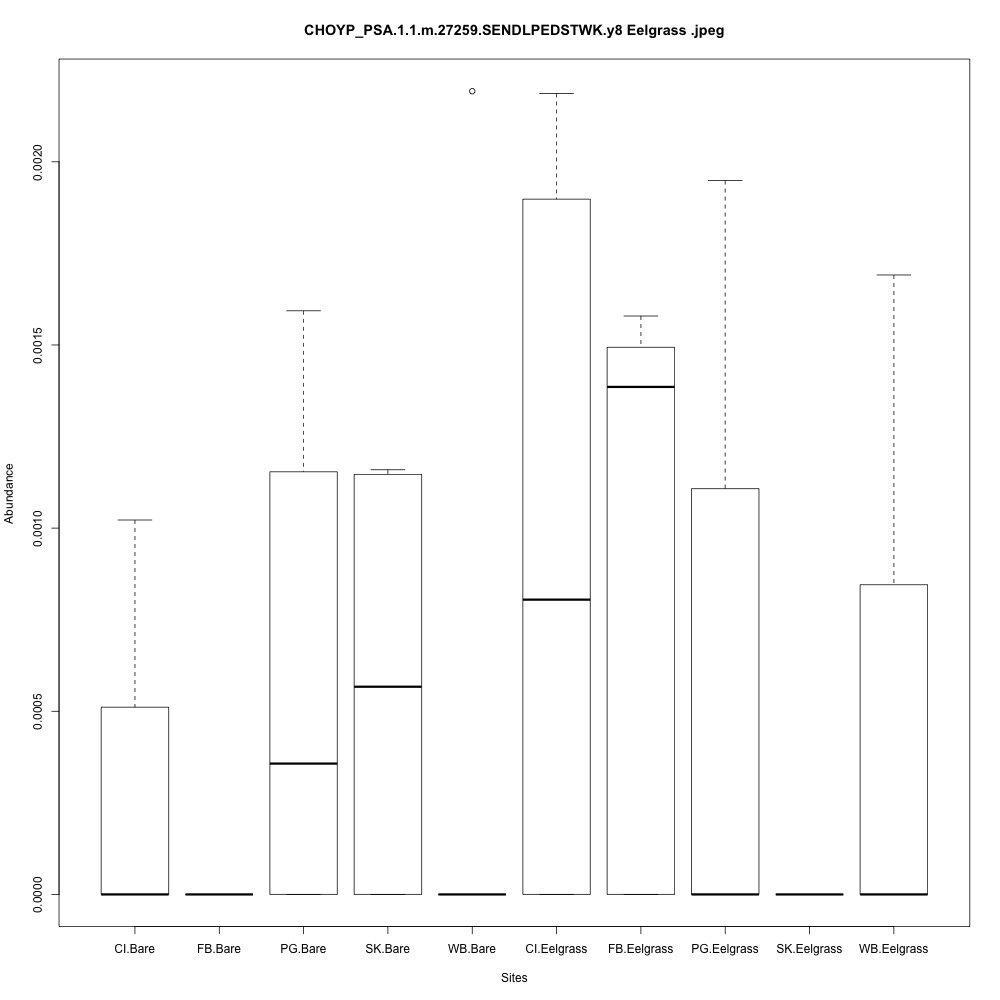 CHOYP_PSA.1.1.m.27259.SENDLPEDSTWK.y8 Eelgrass .jpeg
Abundance
0.0020
0.0015
0.0010
0.0005
0.0000
CI.Bare FB.Bare PG.Bare SK.Bare WB.Bare CI.Eelgrass FB.Eelgrass PG.Eelgrass SK.Eelgrass WB.Eelgrass
Sites